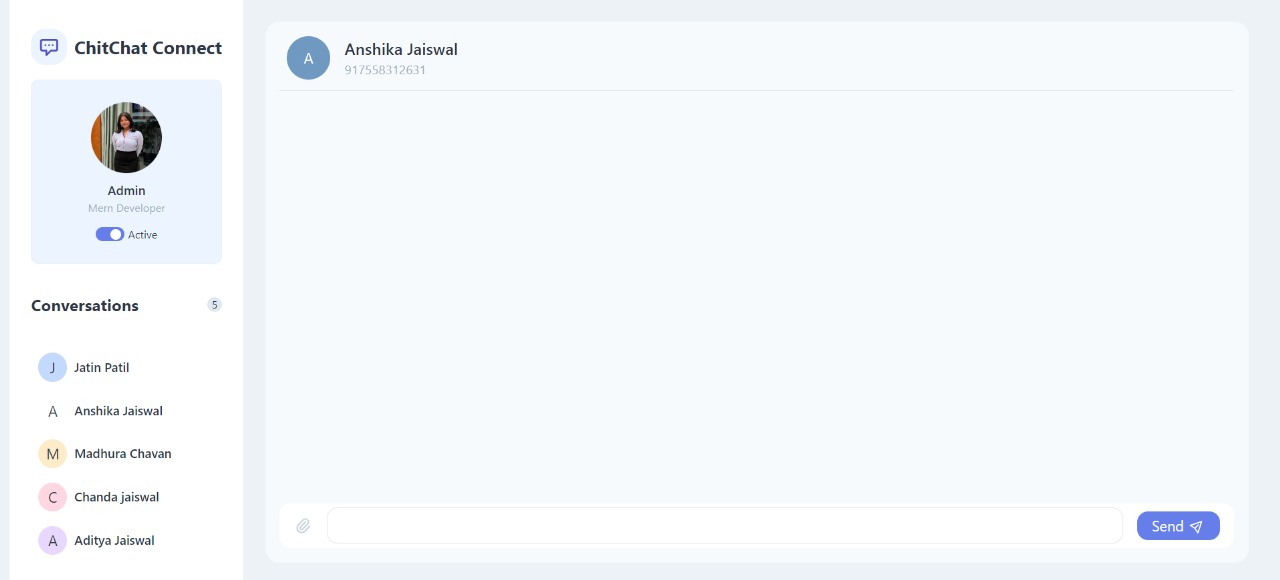 ChitChat Connect
Admin
Mern Developer
Active
Conversations 5
J Jatin Patil
A Anshika Jaiswal
M Madhura Chavan
C Chanda jaiswal
A Aditya Jaiswal
A Anshika Jaiswal
917558312631
Send